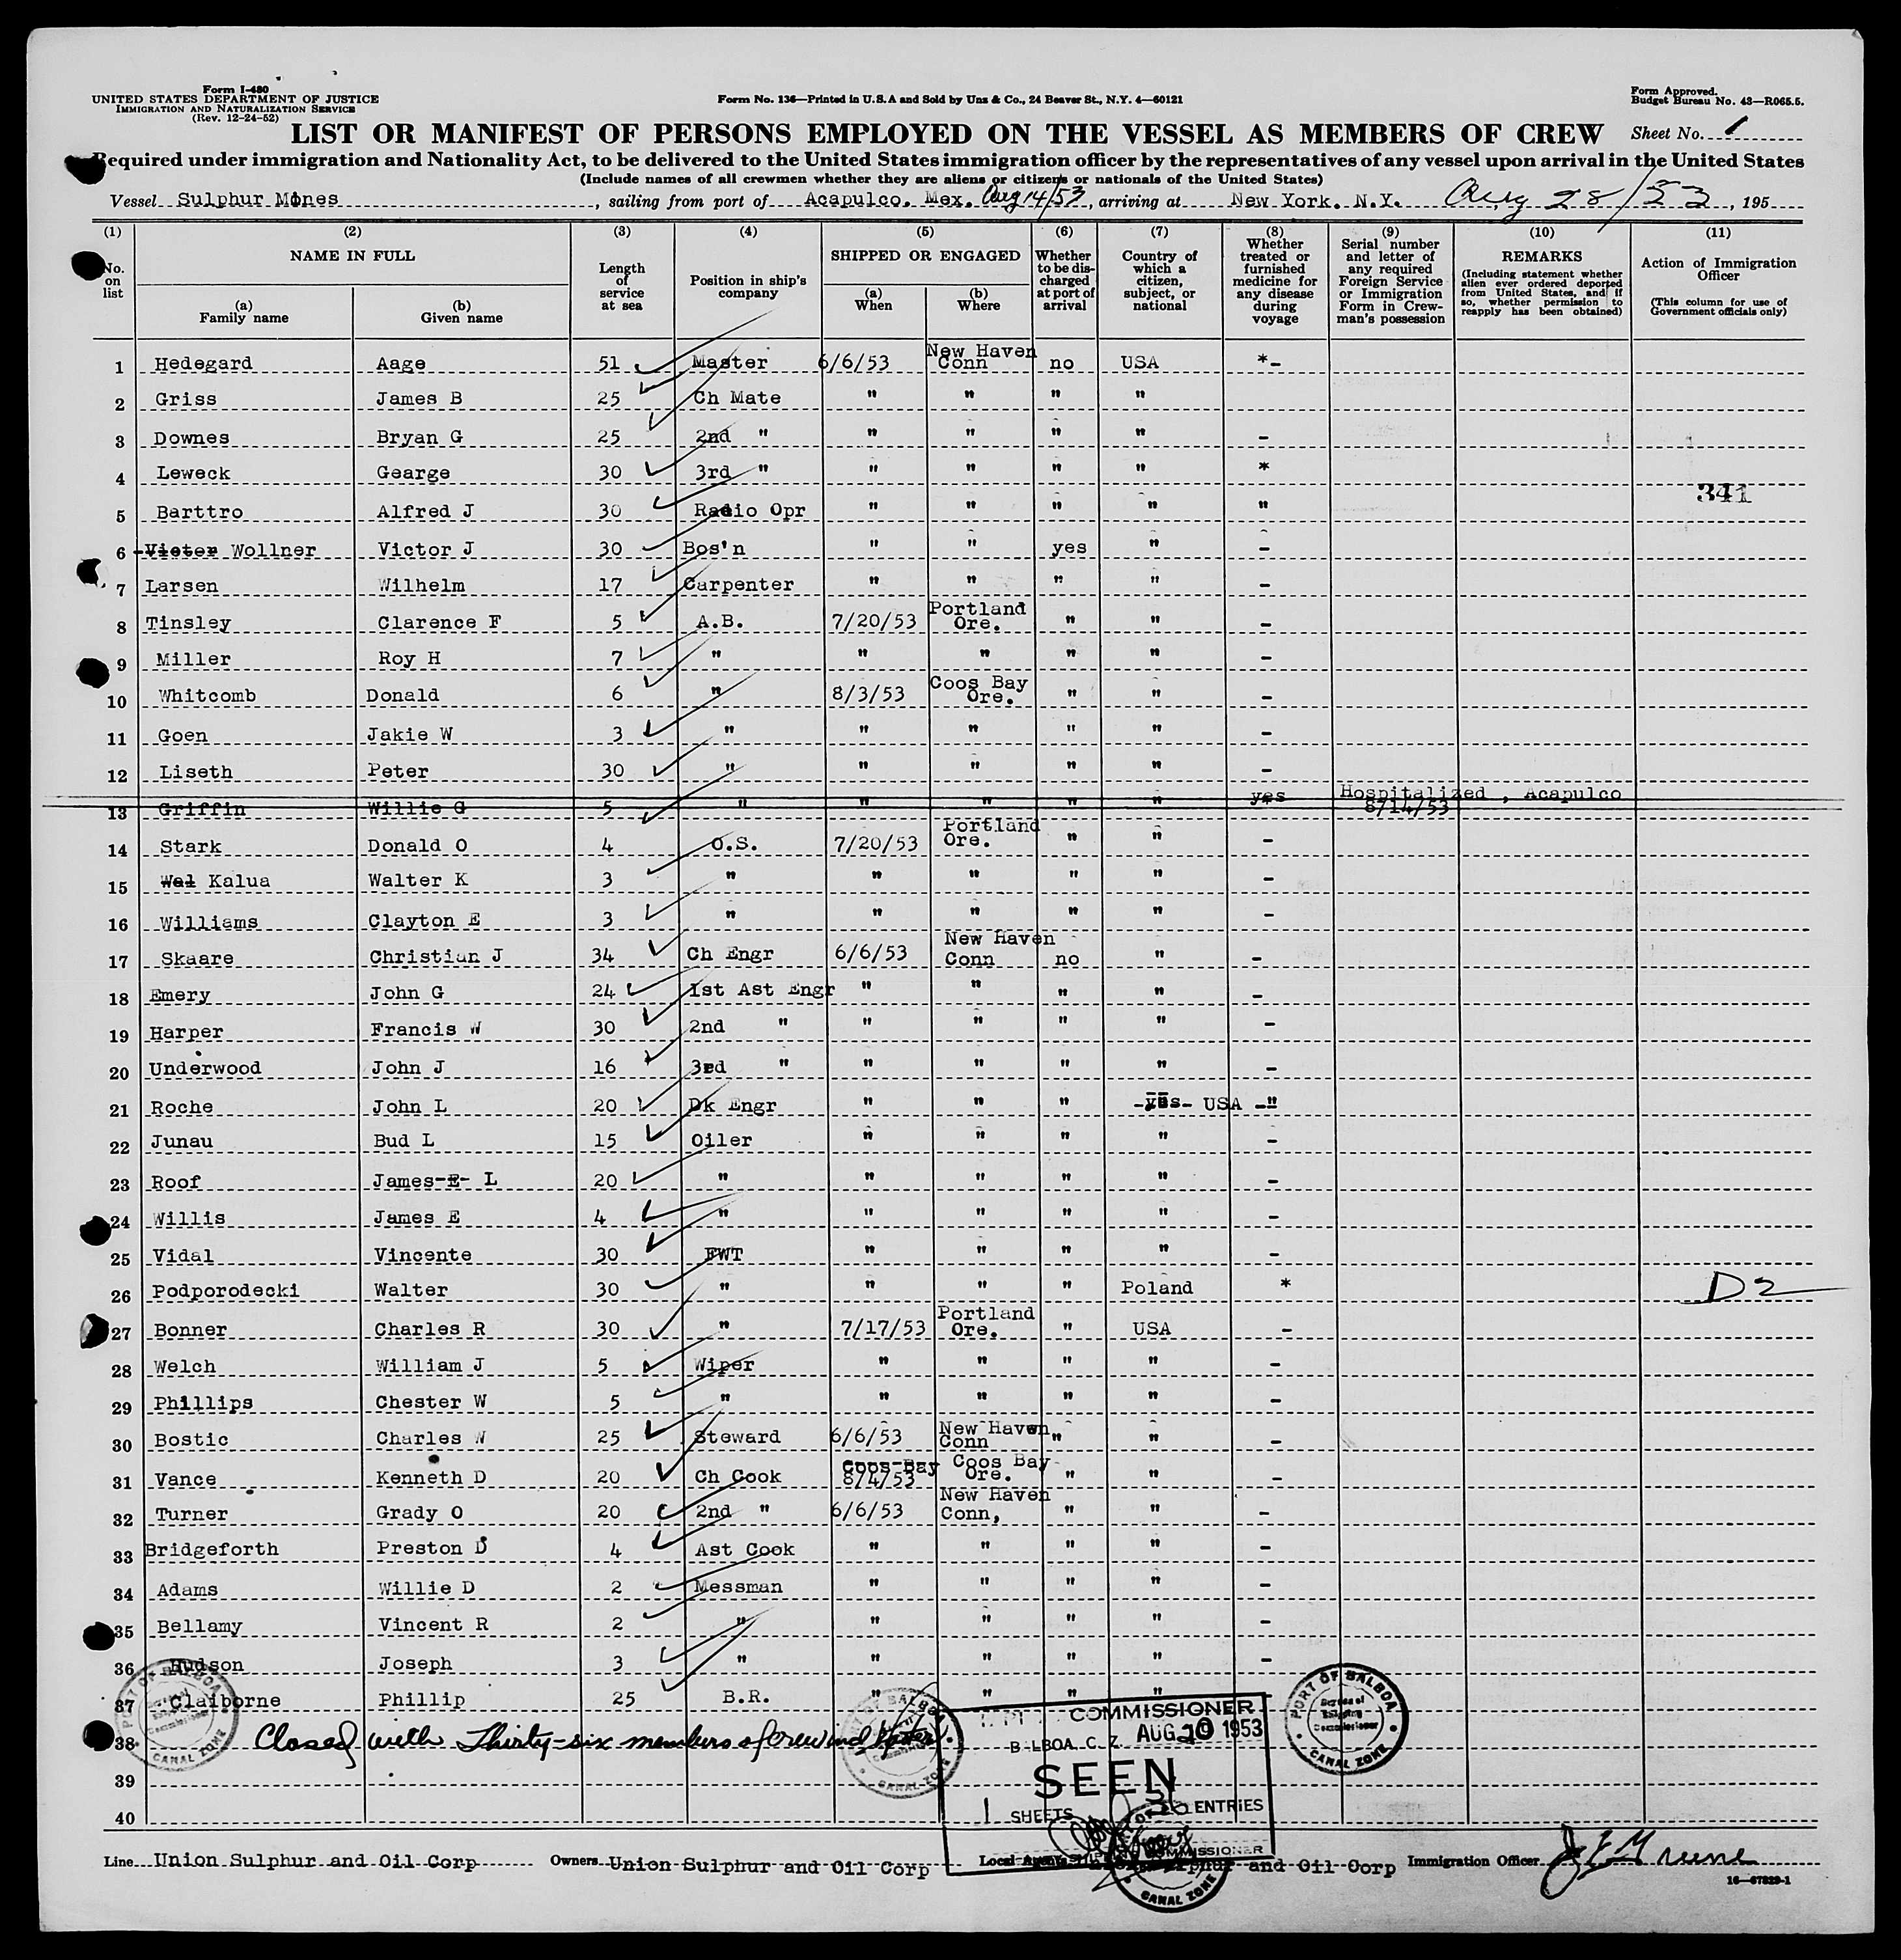 Form I-480
UNITED STATES DEPARTMENT OF JUSTICE
IMMIGRATION AND NATURALIZATION SERVICE
(Rev. 12-24-52)
Form No. 136—Printed in U.S.A and Sold by Unz & Co., 24 Beaver St., N.Y. 4—60121
Form Approved.
Budget Bureau No. 43—R065.5.
LIST OR MANIFEST OF PERSONS EMPLOYED ON THE VESSEL AS MEMBERS OF CREW Sheet No. 1
Required under immigration and Nationality Act, to be delivered to the United States immigration officer by the representatives of any vessel upon arrival in the United States
(Include names of all crewmen whether they are aliens or citizens or nationals of the United States)
Vessel Sulphur Mines, sailing from port of Acapulco. Mex. Aug 14/53, arriving at New York. N.Y. Aug 28/53, 195
(1) (2) (3) (4) (5) (6) (7) (8) (9) (10) (11)
No. on list
NAME IN FULL
(a) Family name
(b) Given name
Length of service at sea
Position in ship's company
SHIPPED OR ENGAGED
(a) When
(b) Where
Whether to be discharged at port of arrival
Country of which a citizen, subject, or national
Whether treated or furnished medicine for any disease during voyage
Serial number and letter of any required Foreign Service or Immigration Form in Crewman's possession
REMARKS
(Including statement whether alien ever ordered deported from United States, and if so, whether permission to reapply has been obtained)
Action of Immigration Officer
(This column for use of Government officials only)
1 Hedegard Aage 51 Master 6/6/53 New Haven Conn no USA *-
2 Griss James B 25 Ch Mate " " " "
3 Downes Bryan G 25 2nd " " " " " -
4 Leweck Gearge 30 3rd " " " " " *
341
5 Barttro Alfred J 30 Radio Opr " " " " "
6 Victor Wollner Victor J 30 Bos'n " " yes " -
7 Larsen Wilhelm 17 Carpenter " " " " -
8 Tinsley Clarence F 5 A.B. 7/20/53 Portland Ore. " " -
9 Miller Roy H 7 " " " " " -
10 Whitcomb Donald 6 " 8/3/53 Coos Bay Ore. " " -
11 Goen Jakie W 3 " " " " " -
12 Liseth Peter 30 " " " " " -
13 Griffin Willie G 5 " " " " " yes Hospitalized , Acapulco 8/14/53
14 Stark Donald O 4 O.S. 7/20/53 Portland Ore. " " -
15 Wal Kalua Walter K 3 " " " " " -
16 Williams Clayton E 3 " " " " " -
17 Skaare Christian J 34 Ch Engr 6/6/53 New Haven Conn no " -
18 Emery John G 24 1st Ast Engr " " " " -
19 Harper Francis W 30 2nd " " " " " -
20 Underwood John J 16 3rd " " " " " -
21 Roche John L 20 Dk Engr " " " -yes- USA -"
22 Junau Bud L 15 Oiler " " " " -
23 Roof James-E- L 20 " " " " " -
24 Willis James E 4 " " " " " -
25 Vidal Vincente 30 FWT " " " " -
26 Podporodecki Walter 30 " " " " Poland * D2
27 Bonner Charles R 30 " 7/17/53 Portland Ore. " USA -
28 Welch William J 5 Wiper " " " " -
29 Phillips Chester W 5 " " " " " -
30 Bostic Charles W 25 Steward 6/6/53 New Haven Conn " " -
31 Vance Kenneth D 20 Ch Cook Coos Bay 8/4/53 Coos Bay Ore. " " -
32 Turner Grady O 20 2nd " 6/6/53 New Haven Conn, " " -
33 Bridgeforth Preston D 4 Ast Cook " " " " -
34 Adams Willie D 2 Messman " " " " -
35 Bellamy Vincent R 2 " " " " " -
36 Hudson Joseph 3 " " " " " -
37 Claiborne Phillip 25 B.R. " " " "
38 Closed with Thirty-six members of crew
39
40
PORT OF BALBOA
CANAL ZONE
COMMISSIONER
AUG 20 1953
BALBOA C. Z.
SEEN
1 SHEETS 36 ENTRIES
COMMISSIONER
PORT OF BALBOA
Bureau of Shipping Commissioner
CANAL ZONE
CANAL ZONE
Line Union Sulphur and Oil Corp Owners Union Sulphur and Oil Corp Local Agents Union Sulphur and Oil Corp Immigration Officer
16—67329-1